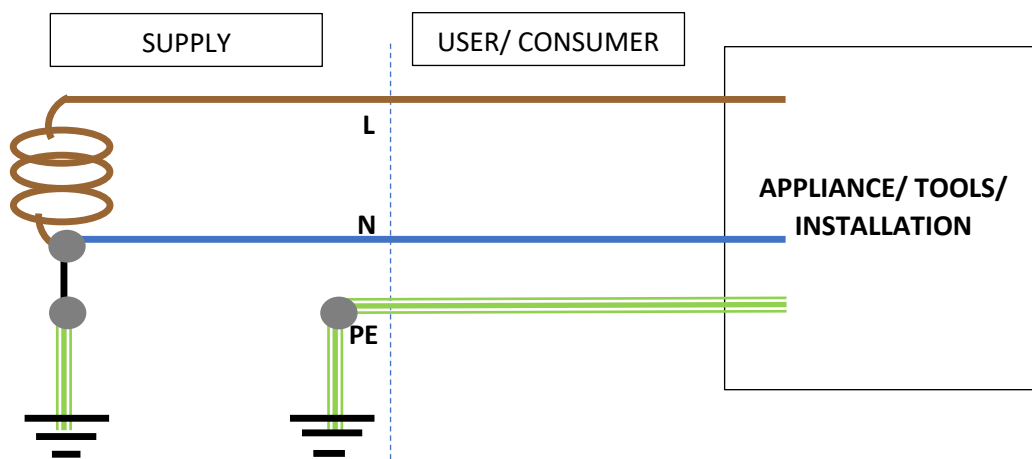 SUPPLY
USER/ CONSUMER
L
APPLIANCE/ TOOLS/
INSTALLATION
N
PE